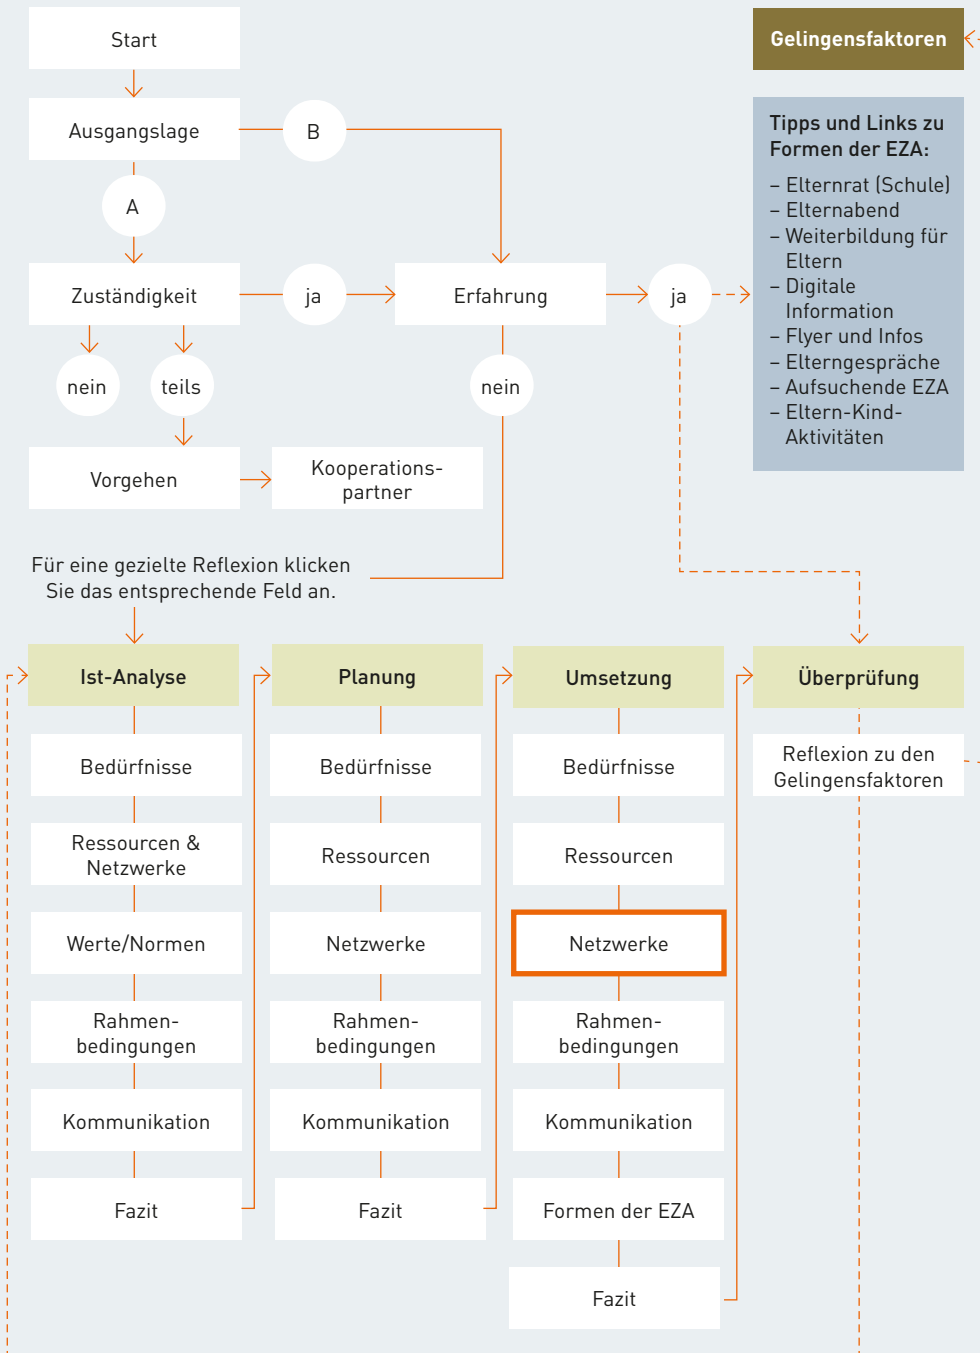 Start
Gelingensfaktoren
Ausgangslage
B
A
Tipps und Links zu
Formen der EZA:
– Elternrat (Schule)
– Elternabend
– Weiterbildung für
Eltern
– Digitale
Information
– Flyer und Infos
– Elterngespräche
– Aufsuchende EZA
– Eltern-Kind-
Aktivitäten
Zuständigkeit
ja
Erfahrung
ja
nein
teils
nein
Vorgehen
Kooperations-
partner
Für eine gezielte Reflexion klicken
Sie das entsprechende Feld an.
Ist-Analyse
Bedürfnisse
Ressourcen &
Netzwerke
Werte/Normen
Rahmen-
bedingungen
Kommunikation
Fazit
Planung
Bedürfnisse
Ressourcen
Netzwerke
Rahmen-
bedingungen
Kommunikation
Fazit
Umsetzung
Bedürfnisse
Ressourcen
Netzwerke
Rahmen-
bedingungen
Kommunikation
Formen der EZA
Fazit
Überprüfung
Reflexion zu den
Gelingensfaktoren